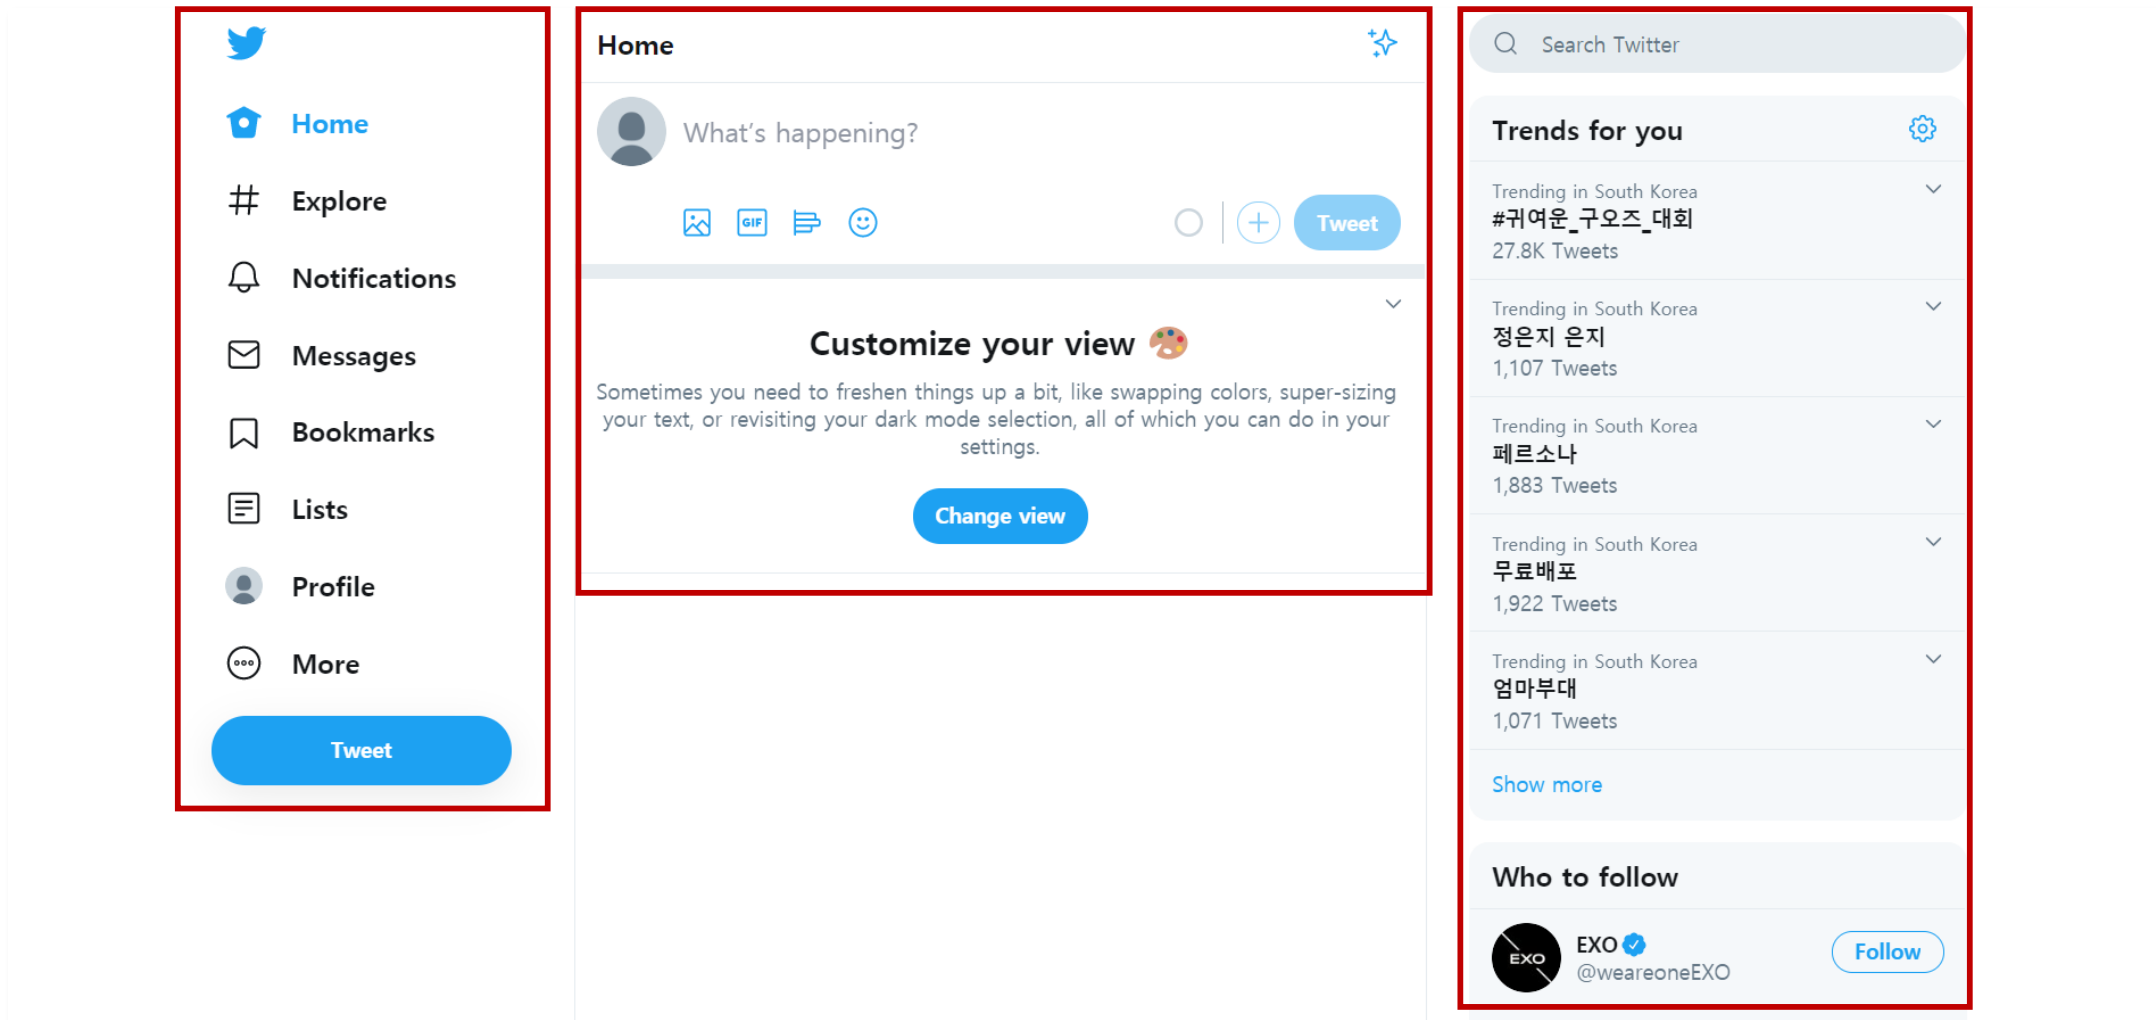 Home
Explore
Notifications
Messages
Bookmarks
Lists
Profile
More
Tweet
Home
What's happening?
GIF
Tweet
Customize your view
Sometimes you need to freshen things up a bit, like swapping colors, super-sizing
your text, or revisiting your dark mode selection, all of which you can do in your
settings.
Change view
Search Twitter
Trends for you
Trending in South Korea
#귀여운_구오즈_대회
27.8K Tweets
Trending in South Korea
정은지 은지
1,107 Tweets
Trending in South Korea
페르소나
1,883 Tweets
Trending in South Korea
무료배포
1,922 Tweets
Trending in South Korea
엄마부대
1,071 Tweets
Show more
Who to follow
EXO
EXO
@weareoneEXO
Follow